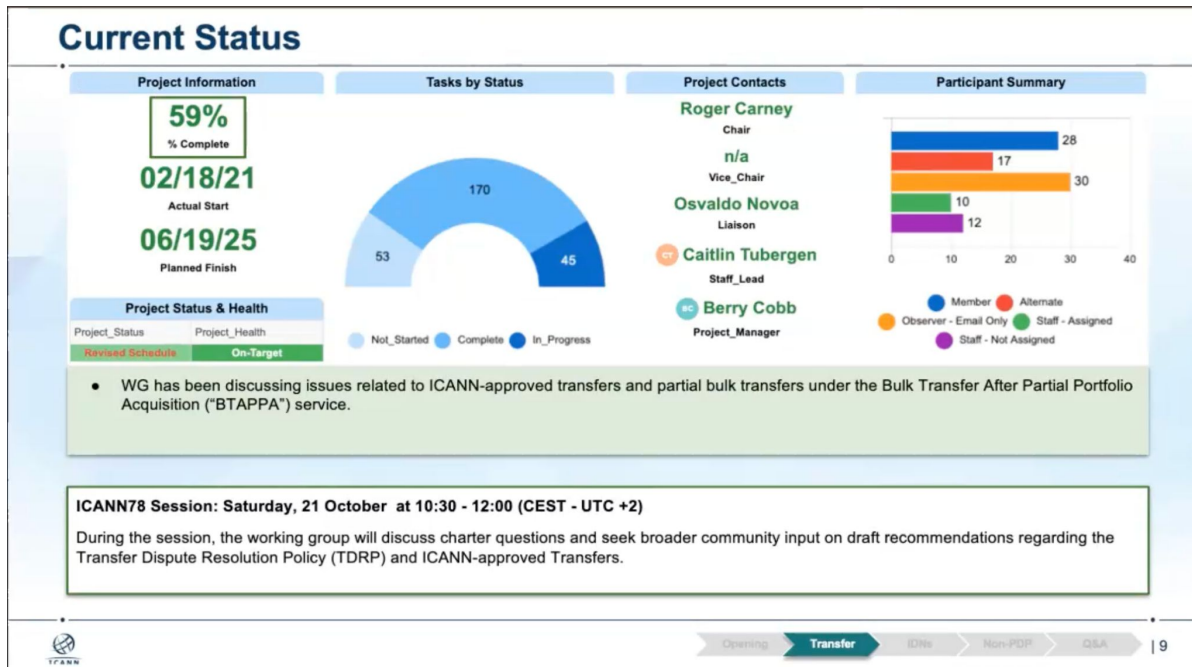 Current Status
Project Information
59%
% Complete
02/18/21
Actual Start
06/19/25
Planned Finish
Project Status & Health
Project_Status Project_Health
Revised Schedule On-Target
Tasks by Status
53
170
45
Not_Started Complete In_Progress
Project Contacts
Roger Carney
Chair
n/a
Vice_Chair
Osvaldo Novoa
Liaison
CT Caitlin Tubergen
Staff_Lead
BC Berry Cobb
Project_Manager
Participant Summary
28
17
30
10
12
0 10 20 30 40
Member Alternate
Observer - Email Only Staff - Assigned
Staff - Not Assigned
• WG has been discussing issues related to ICANN-approved transfers and partial bulk transfers under the Bulk Transfer After Partial Portfolio
Acquisition (“BTAPPA”) service.
ICANN78 Session: Saturday, 21 October at 10:30 - 12:00 (CEST - UTC +2)
During the session, the working group will discuss charter questions and seek broader community input on draft recommendations regarding the
Transfer Dispute Resolution Policy (TDRP) and ICANN-approved Transfers.
ICANN
Opening Transfer IDNs Non-PDP Q&A
| 9